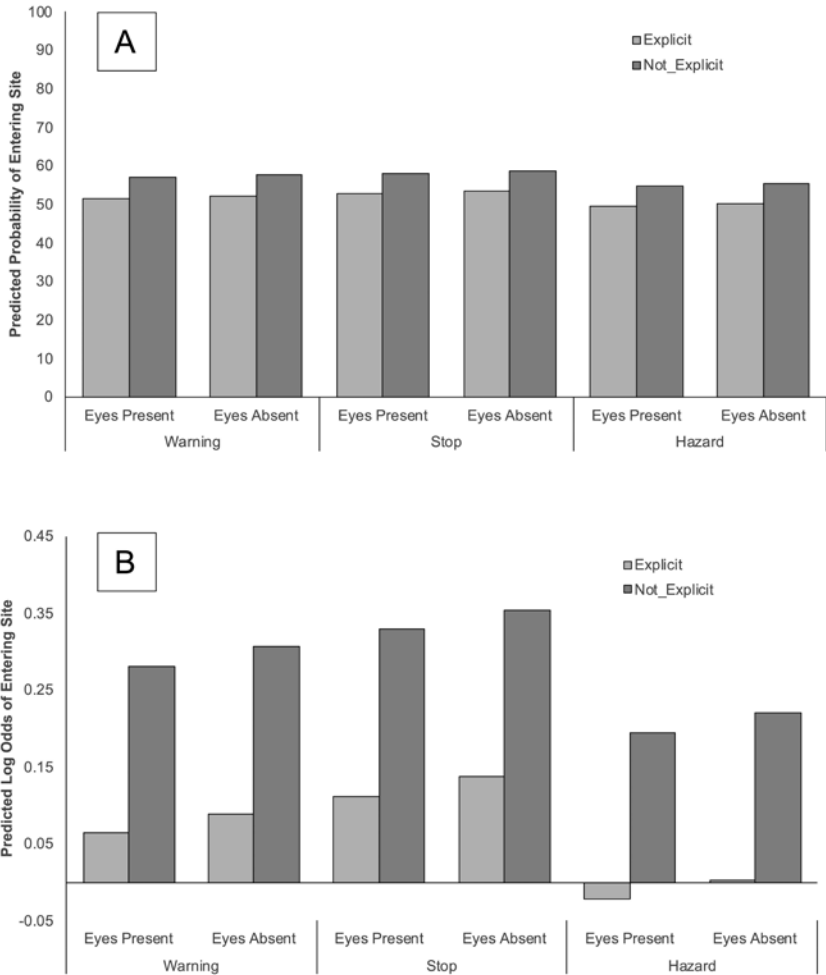 A
Explicit
Not_Explicit
Predicted Probability of Entering Site
100
90
80
70
60
50
40
30
20
10
0
Eyes Present Eyes Absent Eyes Present Eyes Absent Eyes Present Eyes Absent
Warning Stop Hazard
B
Explicit
Not_Explicit
Predicted Log Odds of Entering Site
0.45
0.35
0.25
0.15
0.05
-0.05
Eyes Present Eyes Absent Eyes Present Eyes Absent Eyes Present Eyes Absent
Warning Stop Hazard